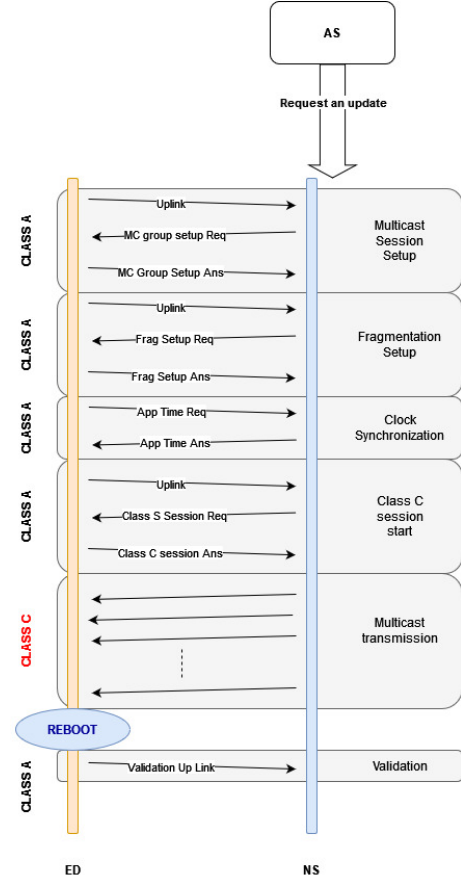 AS
Request an update
CLASS A
Uplink
MC group setup Req
MC Group Setup Ans
Multicast
Session
Setup
CLASS A
Uplink
Frag Setup Req
Frag Setup Ans
Fragmentation
Setup
CLASS A
App Time Req
App Time Ans
Clock
Synchronization
CLASS A
Uplink
Class S Session Req
Class C session Ans
Class C
session
start
CLASS C
Multicast
transmission
REBOOT
CLASS A
Validation Up Link
Validation
ED
NS